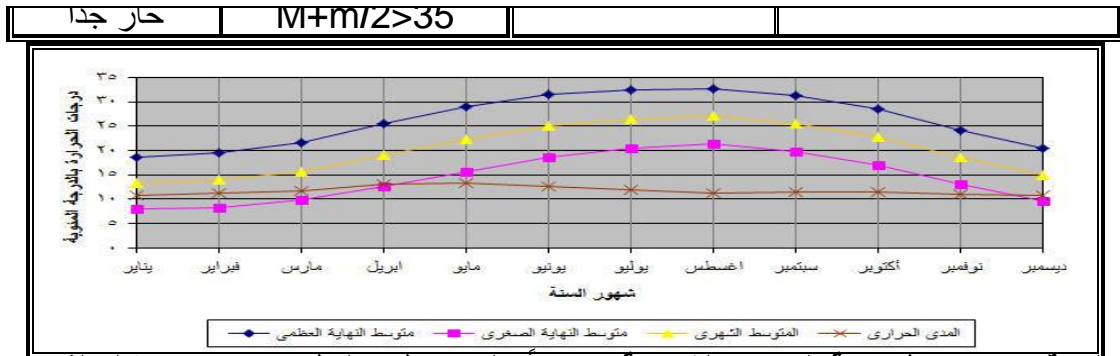 حار جدا M+m/2>35
درجات الحرارة بالدرجة المئوية
٣٥
٣٠
٢٥
٢٠
١٥
١٠
٥
٠
يناير فبراير مارس ابريل مايو يونيو يوليو اغسطس سبتمبر أكتوبر نوفمبر ديسمبر
شهور السنة
متوسط النهاية العظمى متوسط النهاية الصغرى المتوسط الشهرى المدى الحرارى